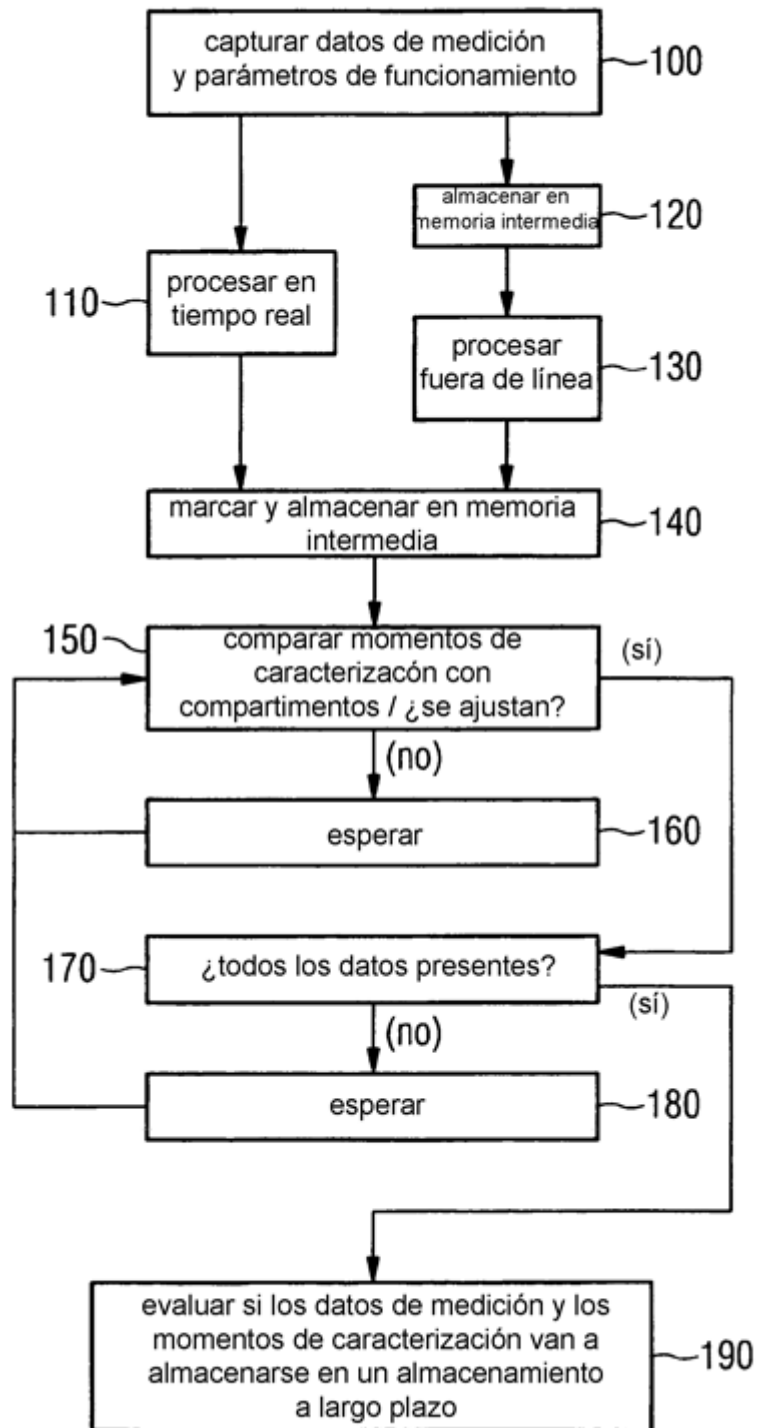 capturar datos de medición
y parámetros de funcionamiento
100
almacenar en
memoria intermedia
120
110
procesar en
tiempo real
procesar
fuera de línea
130
marcar y almacenar en memoria
intermedia
140
150
comparar momentos de
caracterizacón con
compartimentos / ¿se ajustan?
(sí)
(no)
esperar
160
170
¿todos los datos presentes?
(sí)
(no)
esperar
180
evaluar si los datos de medición y los
momentos de caracterización van a
almacenarse en un almacenamiento
a largo plazo
190